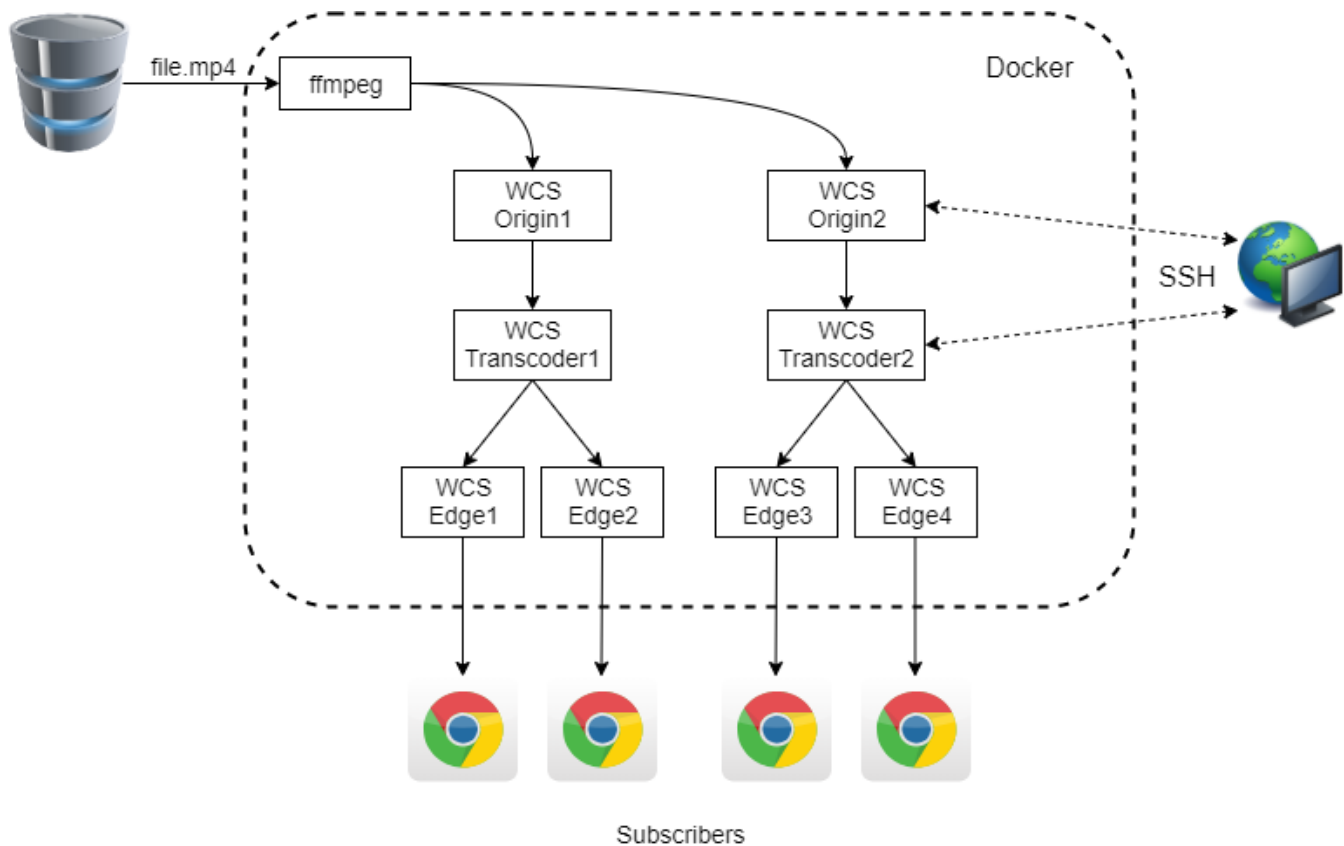 file.mp4
ffmpeg
Docker
WCS
Origin1
WCS
Origin2
SSH
WCS
Transcoder1
WCS
Transcoder2
WCS
Edge1
WCS
Edge2
WCS
Edge3
WCS
Edge4
Subscribers